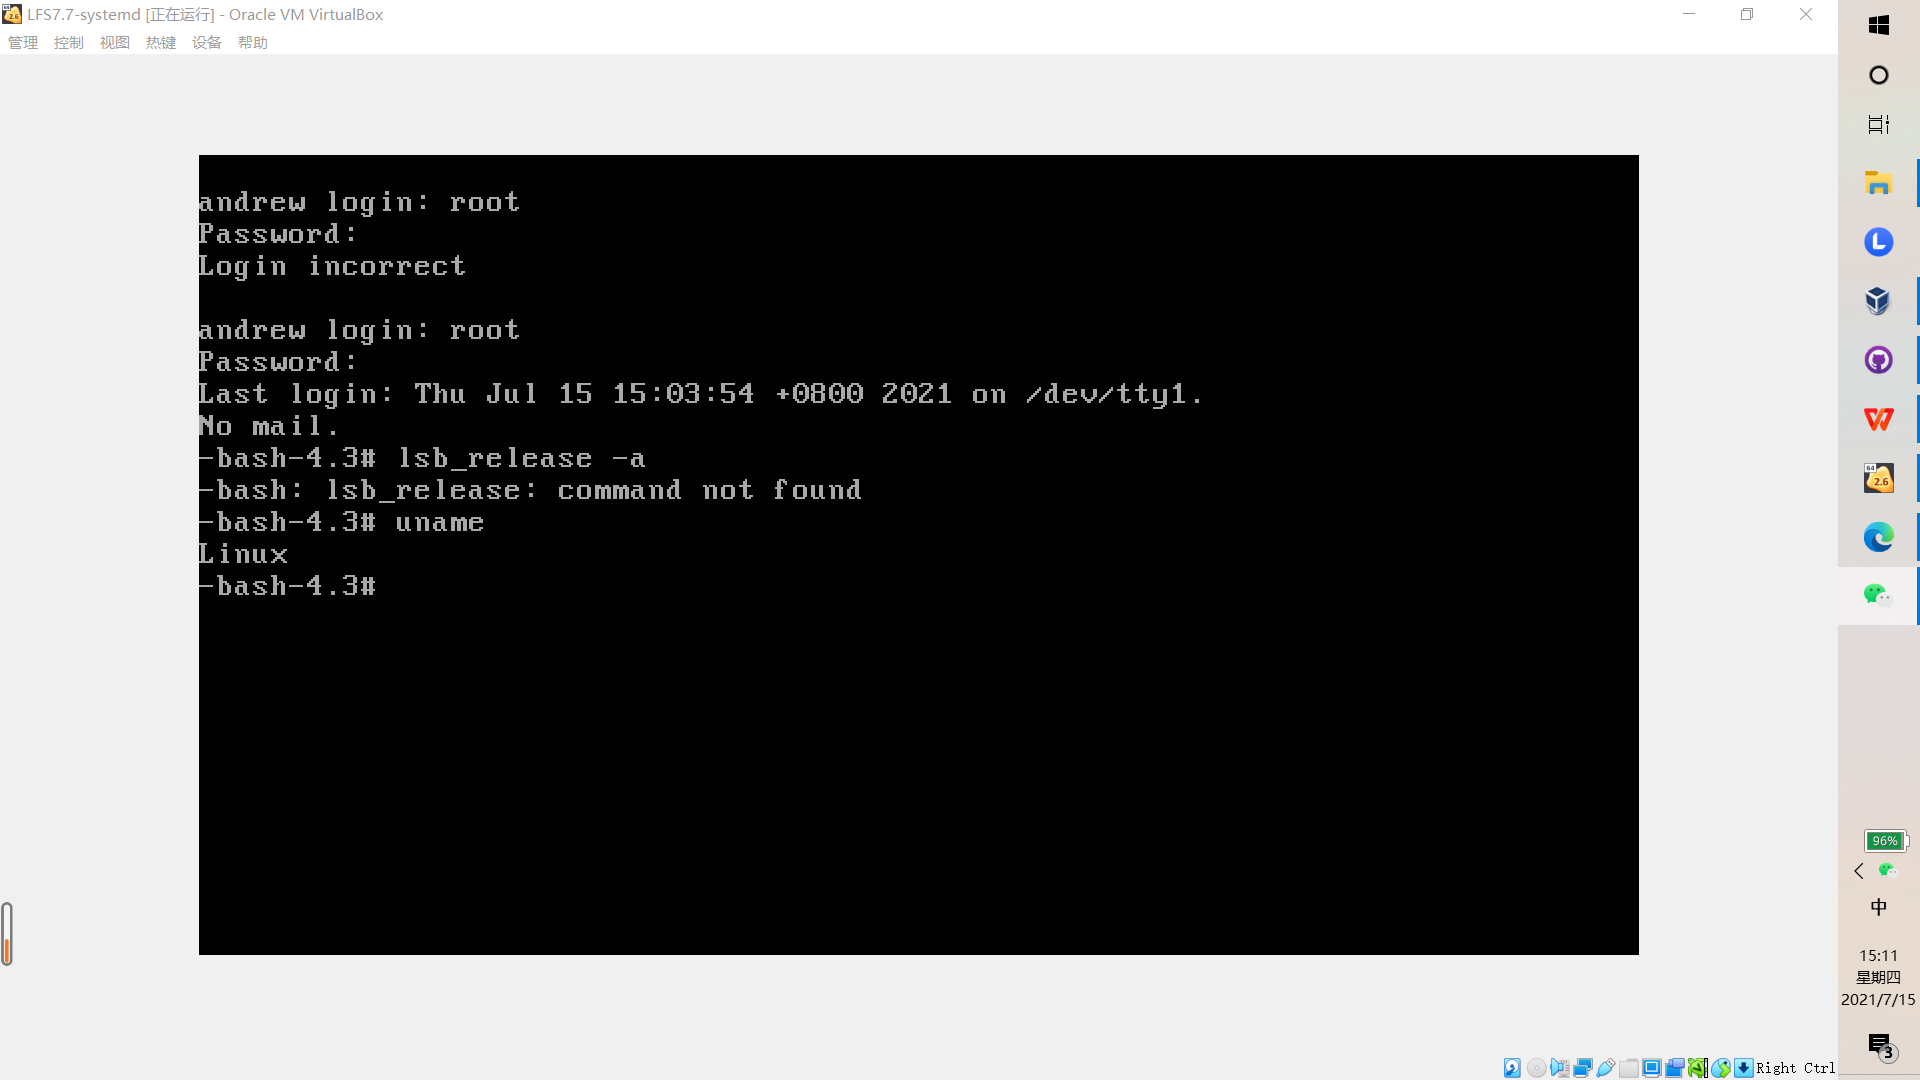 LFS7.7-systemd [正在运行] - Oracle VM VirtualBox
管理 控制 视图 热键 设备 帮助
andrew login: root
Password:
Login incorrect
andrew login: root
Password:
Last login: Thu Jul 15 15:03:54 +0800 2021 on /dev/tty1.
No mail.
-bash-4.3# lsb_release -a
-bash: lsb_release: command not found
-bash-4.3# uname
Linux
-bash-4.3#
64
2.6
96%
中
15:11
星期四
2021/7/15
3
Right Ctrl